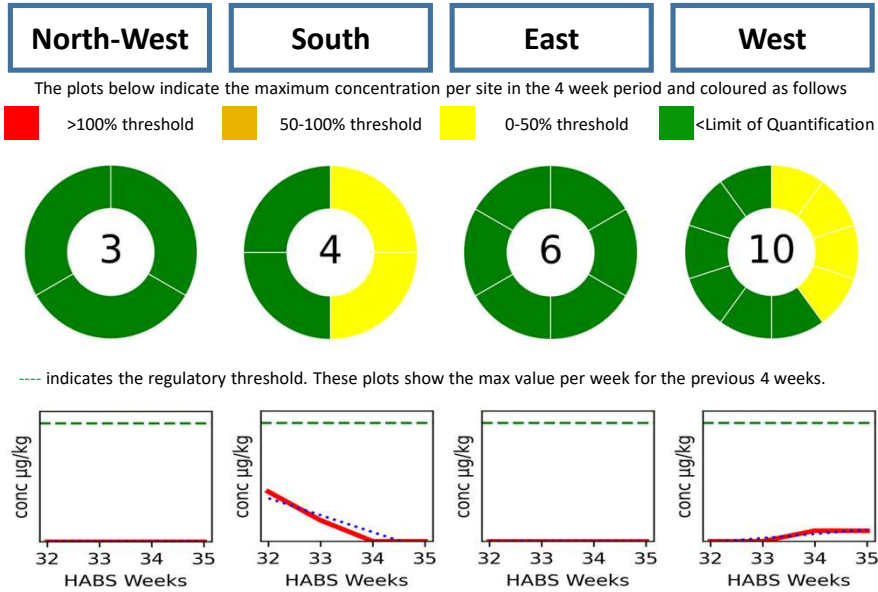 North-West South East West
The plots below indicate the maximum concentration per site in the 4 week period and coloured as follows
>100% threshold 50-100% threshold 0-50% threshold <Limit of Quantification
3 4 6 10
---- indicates the regulatory threshold. These plots show the max value per week for the previous 4 weeks.
conc µg/kg conc µg/kg conc µg/kg conc µg/kg
32 33 34 35 32 33 34 35 32 33 34 35 32 33 34 35
HABS Weeks HABS Weeks HABS Weeks HABS Weeks